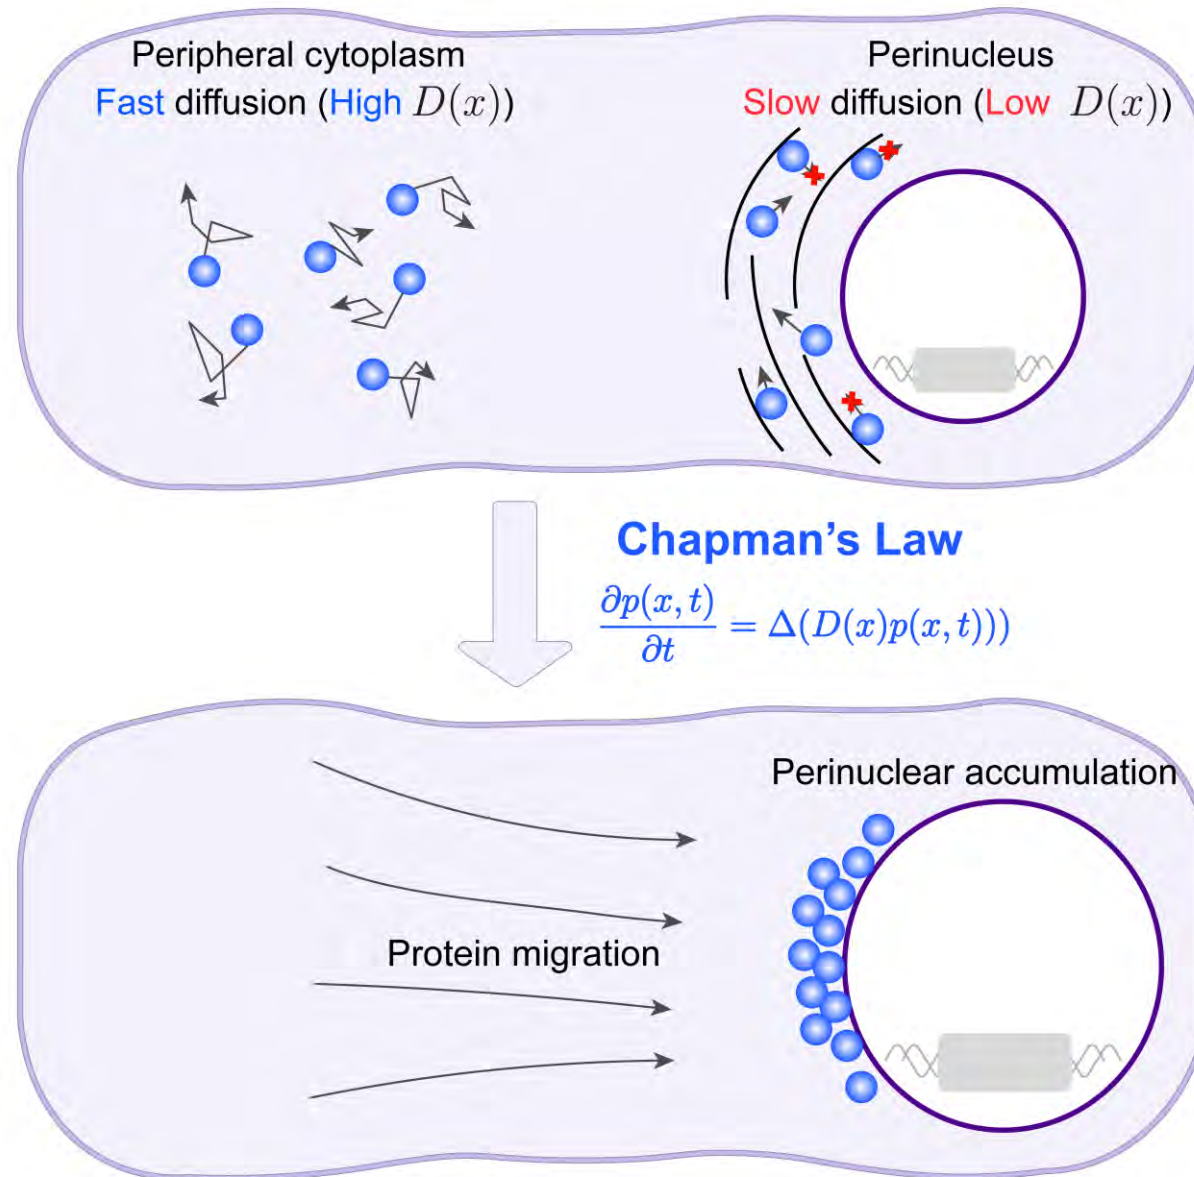 Peripheral cytoplasm
Fast diffusion (High D(x))
Perinucleus
Slow diffusion (Low D(x))
Chapman's Law
∂p(x, t)
∂t
= Δ(D(x)p(x, t)))
Perinuclear accumulation
Protein migration